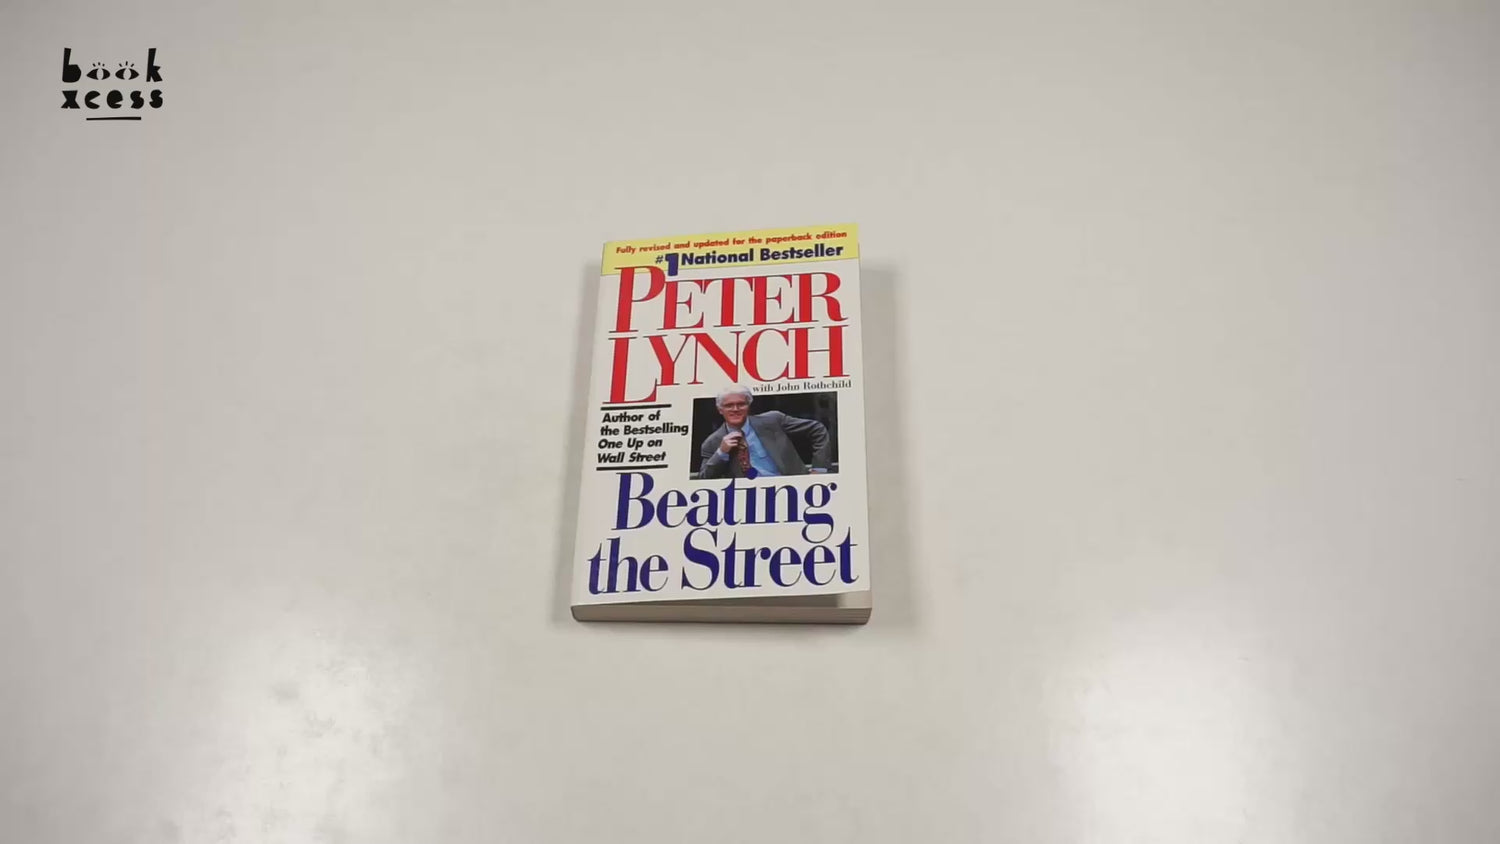 book
xcess
Fully revised and updated for the paperback edition
#1 National Bestseller
PETER
LYNCH
with John Rothchild
Author of
the Bestselling
One Up on
Wall Street
Beating
the Street